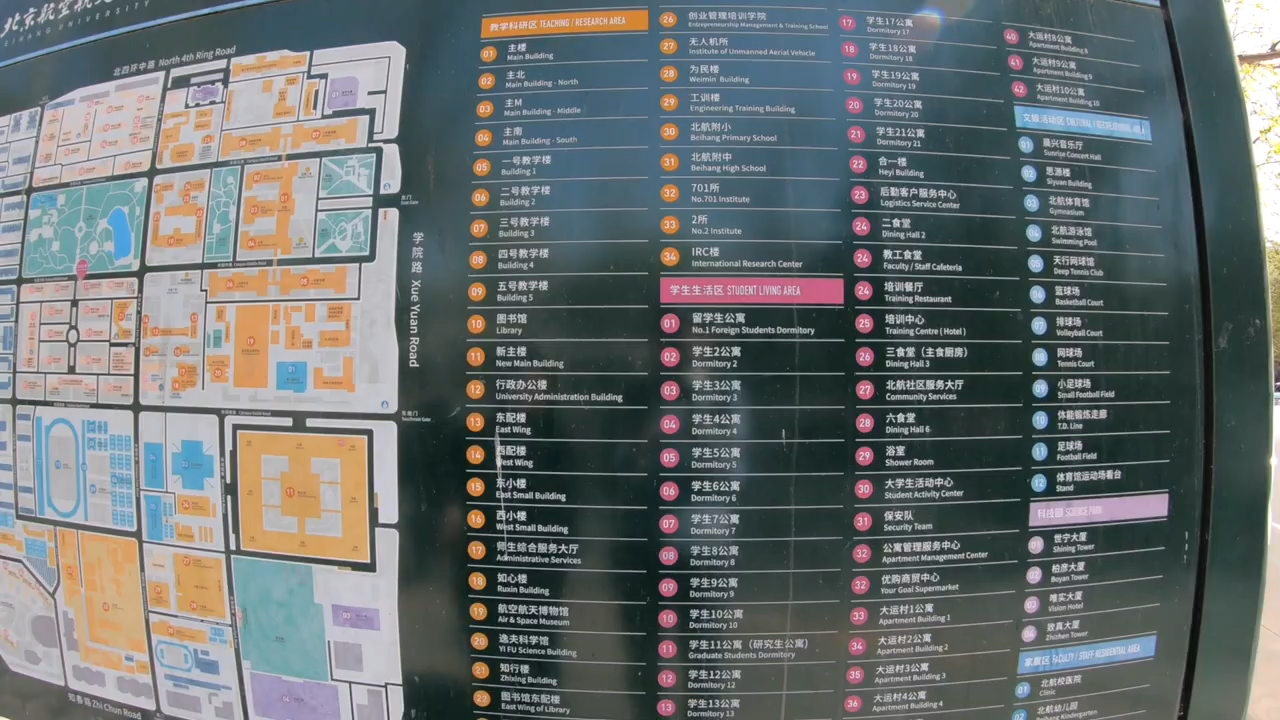 北京航空航
北四环中路 North 4th Ring Road
学院路 Xue Yuan Road
知春路 Zhi Chun Road
教学科研区 TEACHING / RESEARCH AREA
01 主楼
Main Building
02 主北
Main Building - North
03 主M
Main Building - Middle
04 主南
Main Building - South
05 一号教学楼
Building 1
06 二号教学楼
Building 2
07 三号教学楼
Building 3
08 四号教学楼
Building 4
09 五号教学楼
Building 5
10 图书馆
Library
11 新主楼
New Main Building
12 行政办公楼
University Administration Building
13 东配楼
East Wing
14 西配楼
West Wing
15 东小楼
East Small Building
16 西小楼
West Small Building
17 师生综合服务大厅
Administrative Services
18 如心楼
Ruxin Building
19 航空航天博物馆
Air & Space Museum
20 逸夫科学馆
YI FU Science Building
21 知行楼
Zhixing Building
22 图书馆东配楼
East Wing of Library
26 创业管理培训学院
Entrepreneurship Management & Training School
27 无人机所
Institute of Unmanned Aerial Vehicle
28 为民楼
Weimin Building
29 工训楼
Engineering Training Building
30 北航附小
Beihang Primary School
31 北航附中
Beihang High School
32 701所
No.701 Institute
33 2所
No.2 Institute
34 IRC楼
International Research Center
学生生活区 STUDENT LIVING AREA
01 留学生公寓
No.1 Foreign Students Dormitory
02 学生2公寓
Dormitory 2
03 学生3公寓
Dormitory 3
04 学生4公寓
Dormitory 4
05 学生5公寓
Dormitory 5
06 学生6公寓
Dormitory 6
07 学生7公寓
Dormitory 7
08 学生8公寓
Dormitory 8
09 学生9公寓
Dormitory 9
10 学生10公寓
Dormitory 10
11 学生11公寓（研究生公寓）
Graduate Students Dormitory
12 学生12公寓
Dormitory 12
13 学生13公寓
Dormitory 13
17 学生17公寓
Dormitory 17
18 学生18公寓
Dormitory 18
19 学生19公寓
Dormitory 19
20 学生20公寓
Dormitory 20
21 学生21公寓
Dormitory 21
22 合一楼
Heyi Building
23 后勤客户服务中心
Logistics Service Center
24 二食堂
Dining Hall 2
24 教工食堂
Faculty / Staff Cafeteria
24 培训餐厅
Training Restaurant
25 培训中心
Training Centre ( Hotel )
26 三食堂（主食厨房）
Dining Hall 3
27 北航社区服务大厅
Community Services
28 六食堂
Dining Hall 6
29 浴室
Shower Room
30 大学生活动中心
Student Activity Center
31 保安队
Security Team
32 公寓管理服务中心
Apartment Management Center
32 优购商贸中心
Your Goal Supermarket
33 大运村1公寓
Apartment Building 1
34 大运村2公寓
Apartment Building 2
35 大运村3公寓
Apartment Building 3
36 大运村4公寓
Apartment Building 4
40 大运村8公寓
Apartment Building 8
41 大运村9公寓
Apartment Building 9
42 大运村10公寓
Apartment Building 10
文娱活动区 CULTURAL / RECREATIONAL AREA
01 晨兴音乐厅
Sunrise Concert Hall
02 思源楼
Siyuan Building
03 北航体育馆
Gymnasium
04 北航游泳馆
Swimming Pool
05 天行网球馆
Deep Tennis Club
06 篮球场
Basketball Court
07 排球场
Volleyball Court
08 网球场
Tennis Court
09 小足球场
Small Football Field
10 体能锻炼走廊
T.D. Line
11 足球场
Football Field
12 体育馆运动场看台
Stand
科技园 SCIENCE PARK
01 世宁大厦
Shining Tower
02 柏彦大厦
Boyan Tower
03 唯实大厦
Vision Hotel
04 致真大厦
Zhizhen Tower
家属区 FACULTY / STAFF RESIDENTIAL AREA
01 北航校医院
Clinic
02 北航幼儿园
Beihang Kindergarten